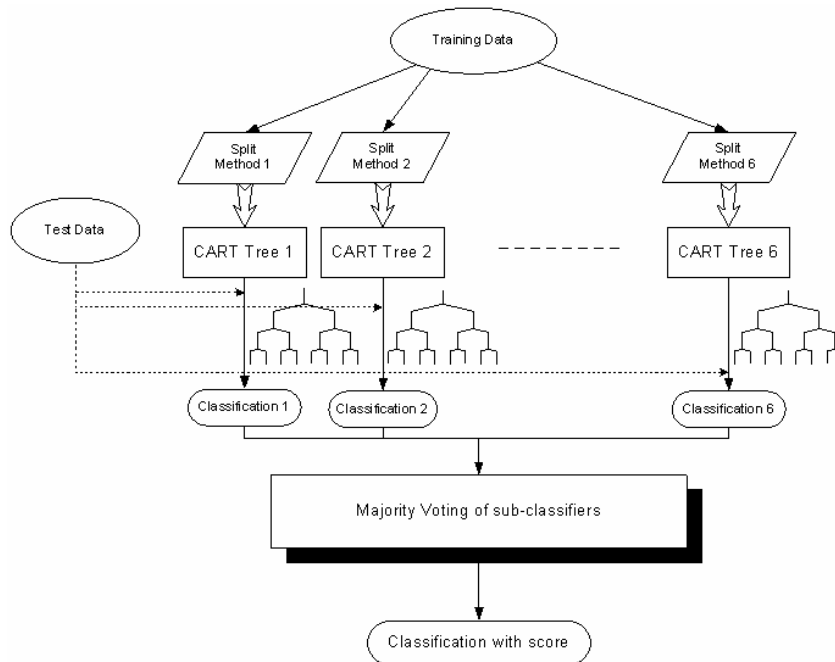 Training Data
Split
Method 1
Split
Method 2
Split
Method 6
Test Data
CART Tree 1
CART Tree 2
CART Tree 6
Classification 1
Classification 2
Classification 6
Majority Voting of sub-classifiers
Classification with score